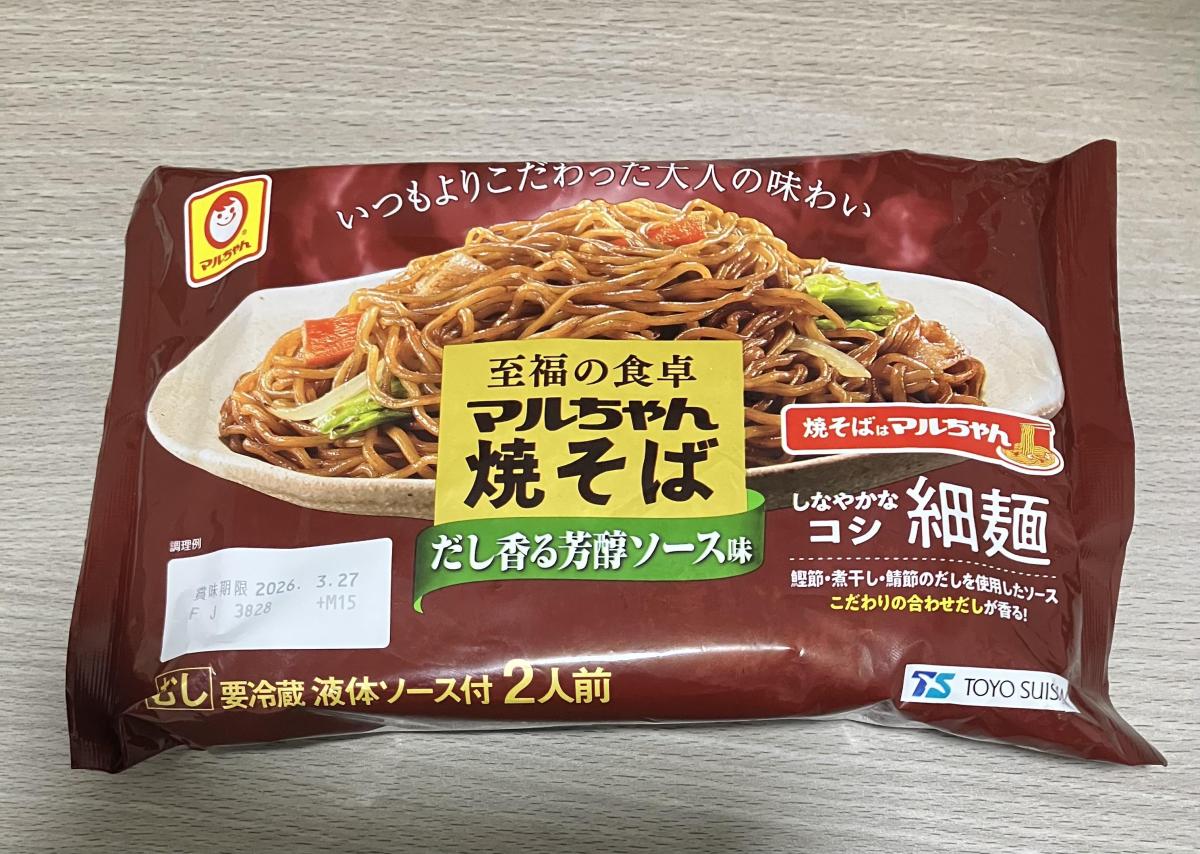 いつもよりこだわった大人の味わい
マルちゃん
至福の食卓
マルちゃん
焼そば
だし香る芳醇ソース味
焼そばはマルちゃん
しなやかな
コシ 細麺
鰹節・煮干し・鯖節のだしを使用したソース
こだわりの合わせだしが香る!
調理例
賞味期限 2026. 3.27
F J 3828 +M15
むし 要冷蔵 液体ソース付 2人前
TS TOYO SUISA